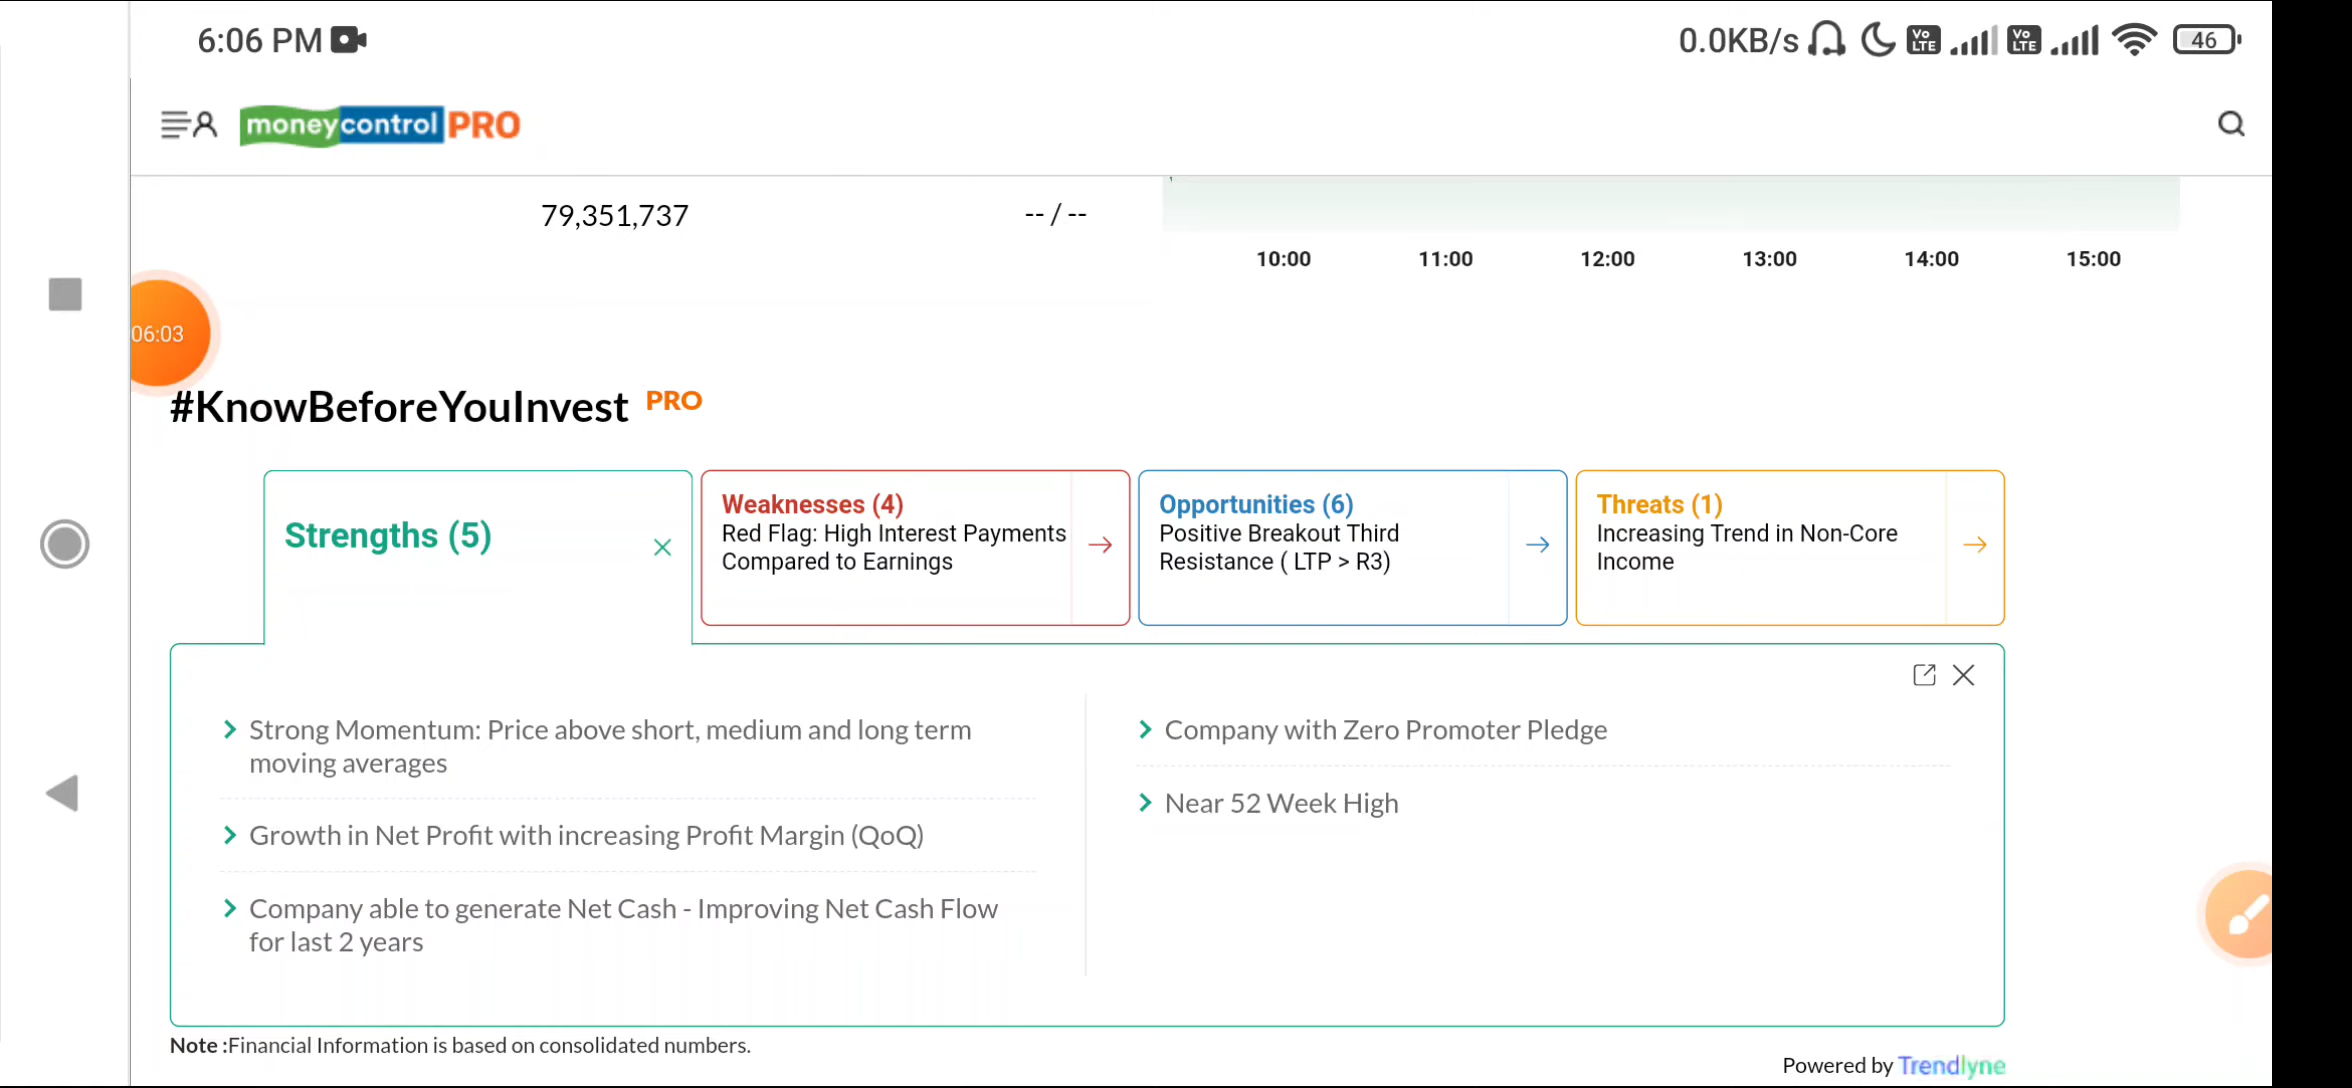 6:06 PM
0.0KB/s Vo LTE Vo LTE 46
moneycontrol PRO
79,351,737 -- / --
10:00 11:00 12:00 13:00 14:00 15:00
06:03
#KnowBeforeYouInvest PRO
Strengths (5)
Weaknesses (4)
Red Flag: High Interest Payments
Compared to Earnings
Opportunities (6)
Positive Breakout Third
Resistance ( LTP > R3)
Threats (1)
Increasing Trend in Non-Core
Income
Strong Momentum: Price above short, medium and long term
moving averages
Growth in Net Profit with increasing Profit Margin (QoQ)
Company able to generate Net Cash - Improving Net Cash Flow
for last 2 years
Company with Zero Promoter Pledge
Near 52 Week High
Note :Financial Information is based on consolidated numbers.
Powered by Trendlyne